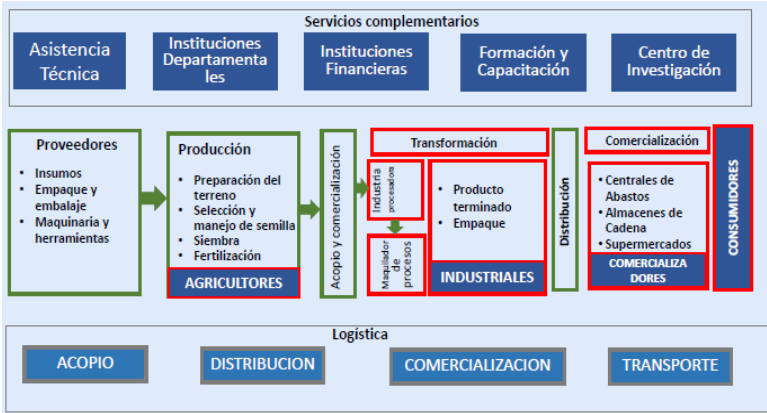 Servicios complementarios
Asistencia
Técnica
Instituciones
Departamenta
les
Instituciones
Financieras
Formación y
Capacitación
Centro de
Investigación
Proveedores
• Insumos
• Empaque y
embalaje
• Maquinaria y
herramientas
Producción
• Preparación del
terreno
• Selección y
manejo de semilla
• Siembra
• Fertilización
AGRICULTORES
Acopio y comercialización
Transformación
Industria
procesados
Maquilador
de
procesos
• Producto
terminado
• Empaque
INDUSTRIALES
Distribución
Comercialización
• Centrales de
Abastos
• Almacenes de
Cadena
• Supermercados
COMERCIALIZA
DORES
CONSUMIDORES
Logística
ACOPIO
DISTRIBUCION
COMERCIALIZACION
TRANSPORTE